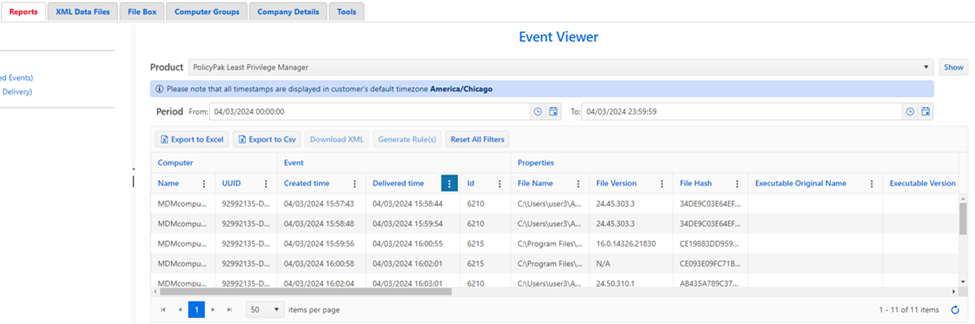 Reports XML Data Files File Box Computer Groups Company Details Tools
Event Viewer
ed Events)
Delivery)
Product PolicyPak Least Privilege Manager Show
Please note that all timestamps are displayed in customer's default timezone America/Chicago
Period From: 04/03/2024 00:00:00 To: 04/03/2024 23:59:59
Export to Excel Export to Csv Download XML Generate Rule(s) Reset All Filters
Computer Event Properties
Name UUID Created time Delivered time Id File Name File Version File Hash Executable Original Name Executable Version
MDMcompu... 92992135-D... 04/03/2024 15:57:43 04/03/2024 15:58:44 6210 C:\Users\user3\A... 24.45.303.3 34DE9C03E64EF...
MDMcompu... 92992135-D... 04/03/2024 15:58:48 04/03/2024 15:59:54 6210 C:\Users\user3\A... 24.45.303.3 34DE9C03E64EF...
MDMcompu... 92992135-D... 04/03/2024 15:59:56 04/03/2024 16:00:55 6215 C:\Program Files\... 16.0.14326.21830 CE19883DD959...
MDMcompu... 92992135-D... 04/03/2024 16:00:58 04/03/2024 16:02:01 6215 C:\Program Files\... N/A CE093E09FC71B...
MDMcompu... 92992135-D... 04/03/2024 16:02:04 04/03/2024 16:03:01 6210 C:\Users\user3\A... 24.50.310.1 A8435A789C37...
1 50 items per page 1 - 11 of 11 items